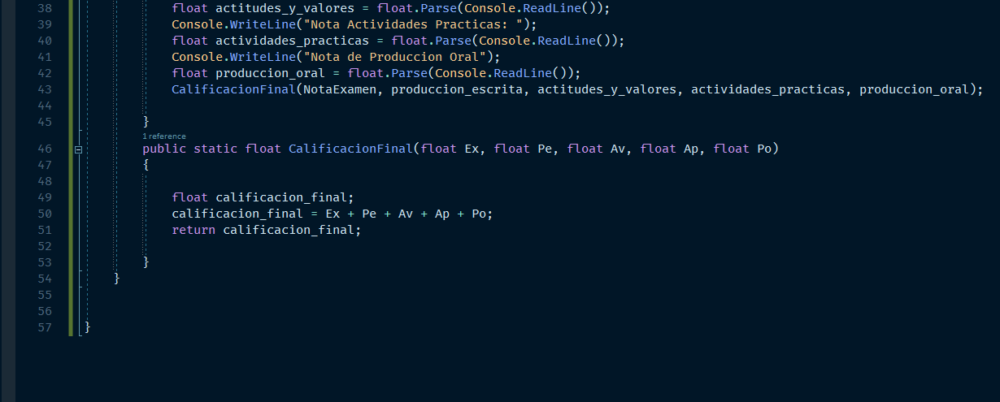 38 float actitudes_y_valores = float.Parse(Console.ReadLine());
39 Console.WriteLine("Nota Actividades Practicas: ");
40 float actividades_practicas = float.Parse(Console.ReadLine());
41 Console.WriteLine("Nota de Produccion Oral");
42 float produccion_oral = float.Parse(Console.ReadLine());
43 CalificacionFinal(NotaExamen, produccion_escrita, actitudes_y_valores, actividades_practicas, produccion_oral);
44
45 }
1 reference
46 public static float CalificacionFinal(float Ex, float Pe, float Av, float Ap, float Po)
47 {
48
49 float calificacion_final;
50 calificacion_final = Ex + Pe + Av + Ap + Po;
51 return calificacion_final;
52
53 }
54 }
55
56
57 }